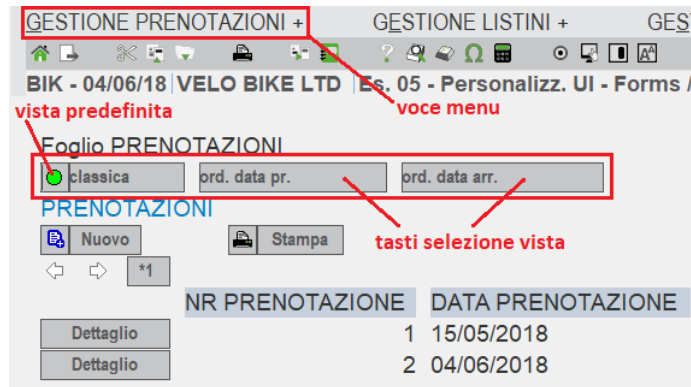 GESTIONE PRENOTAZIONI + GESTIONE LISTINI + GES
BIK - 04/06/18 VELO BIKE LTD Es. 05 - Personalizz. UI - Forms /
vista predefinita voce menu
Foglio PRENOTAZIONI
classica ord. data pr. ord. data arr.
PRENOTAZIONI
Nuovo Stampa tasti selezione vista
*1
NR PRENOTAZIONE DATA PRENOTAZIONE
Dettaglio 1 15/05/2018
Dettaglio 2 04/06/2018